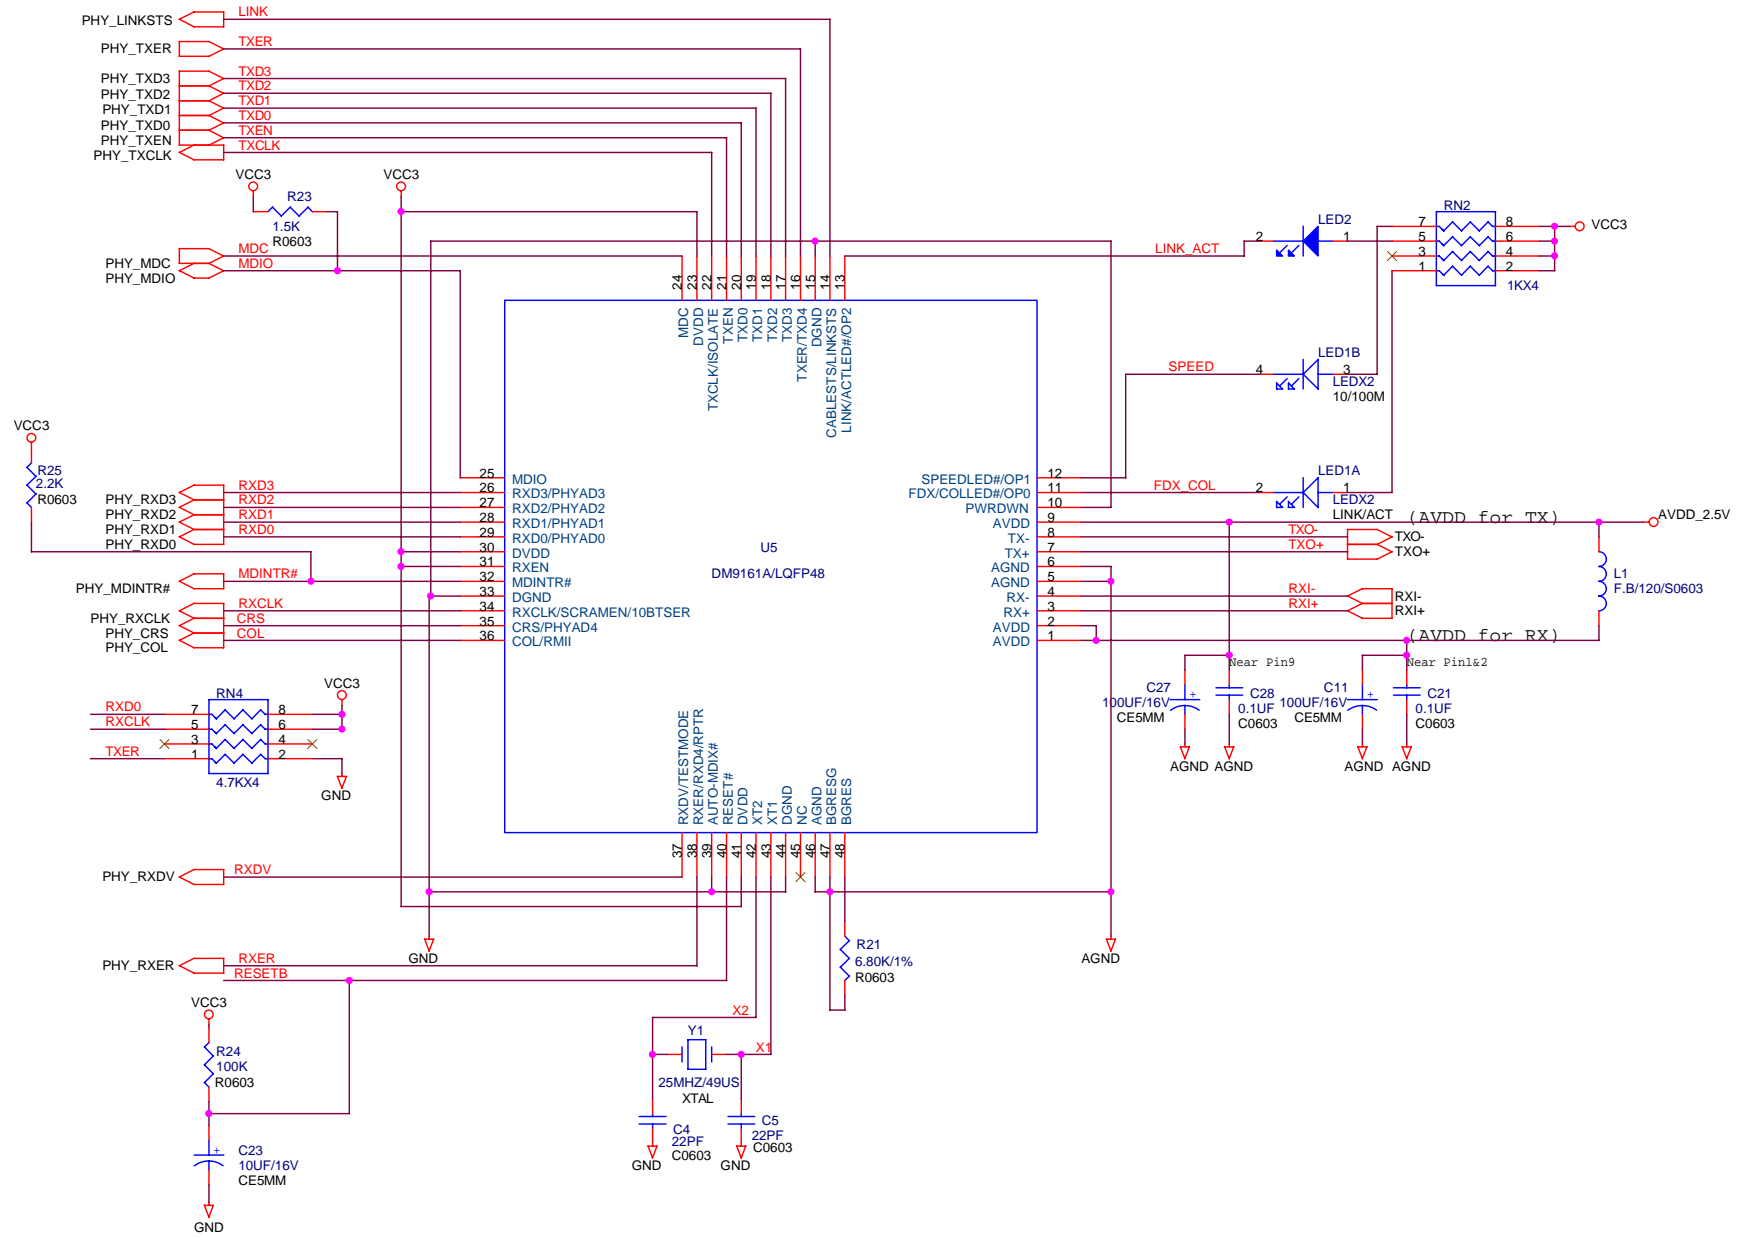 PHY_LINKSTS LINK
PHY_TXER TXER
PHY_TXD3 TXD3
PHY_TXD2 TXD2
PHY_TXD1 TXD1
PHY_TXD0 TXD0
PHY_TXEN TXEN
PHY_TXCLK TXCLK
VCC3
VCC3
R23
1.5K
R0603
PHY_MDC MDC
PHY_MDIO MDIO
24 23 22 21 20 19 18 17 16 15 14 13
MDC
DVDD
TXCLK/ISOLATE
TXEN
TXD0
TXD1
TXD2
TXD3
TXER/TXD4
DGND
CABLESTS/LINKSTS
LINK/ACTLED#/OP2
LINK_ACT
2 LED2 1
RN2
7 8
5 6
3 4
1 2
1KX4
VCC3
SPEED
4 LED1B 3
LEDX2
10/100M
FDX_COL
2 LED1A 1
LEDX2
LINK/ACT
VCC3
R25
2.2K
R0603
PHY_RXD3 RXD3
PHY_RXD2 RXD2
PHY_RXD1 RXD1
PHY_RXD0 RXD0
PHY_MDINTR# MDINTR#
PHY_RXCLK RXCLK
PHY_CRS CRS
PHY_COL COL
25 MDIO
26 RXD3/PHYAD3
27 RXD2/PHYAD2
28 RXD1/PHYAD1
29 RXD0/PHYAD0
30 DVDD
31 RXEN
32 MDINTR#
33 DGND
34 RXCLK/SCRAMEN/10BTSER
35 CRS/PHYAD4
36 COL/RMII
U5
DM9161A/LQFP48
SPEEDLED#/OP1 12
FDX/COLLED#/OP0 11
PWRDWN 10
AVDD 9
TX- 8
TX+ 7
AGND 6
AGND 5
RX- 4
RX+ 3
AVDD 2
AVDD 1
(AVDD for TX)
AVDD_2.5V
TXO- TXO-
TXO+ TXO+
RXI- RXI-
RXI+ RXI+
L1
F.B/120/S0603
(AVDD for RX)
Near Pin9
Near Pin1&2
C27
100UF/16V
CE5MM
+
C28
0.1UF
C0603
C11
100UF/16V
CE5MM
+
C21
0.1UF
C0603
AGND AGND
AGND AGND
VCC3
RN4
RXD0 7 8
RXCLK 5 6
3 4
TXER 1 2
4.7KX4
GND
RXDV/TESTMODE
RXER/RXD4/RPTR
AUTO-MDIX#
RESET#
DVDD
XT2
XT1
DGND
NC
AGND
BGRESG
BGRES
37 38 39 40 41 42 43 44 45 46 47 48
PHY_RXDV RXDV
GND
AGND
R21
6.80K/1%
R0603
PHY_RXER RXER
RESETB
VCC3
R24
100K
R0603
C23
10UF/16V
CE5MM
+
GND
X2
Y1
X1
25MHZ/49US
XTAL
C4
22PF
C0603
C5
22PF
GND
GND